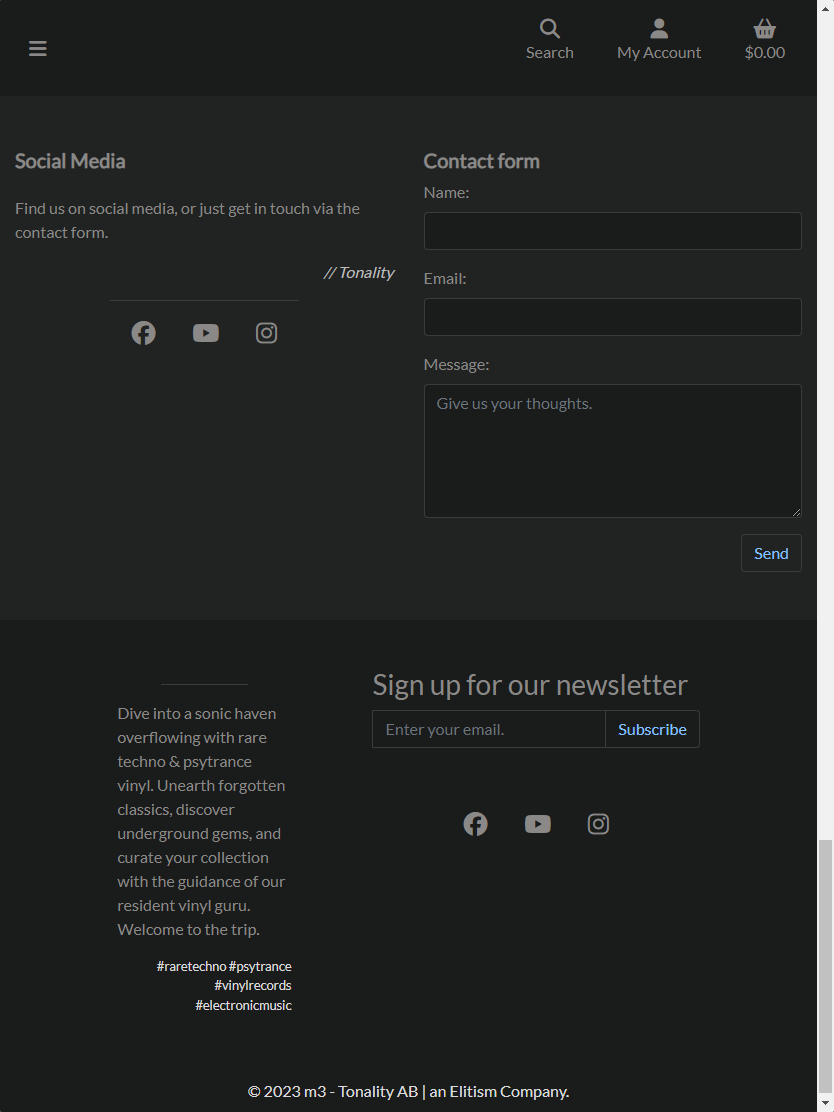 Search
My Account
$0.00
Social Media
Find us on social media, or just get in touch via the
contact form.
// Tonality
Contact form
Name:
Email:
Message:
Give us your thoughts.
Send
Dive into a sonic haven
overflowing with rare
techno & psytrance
vinyl. Unearth forgotten
classics, discover
underground gems, and
curate your collection
with the guidance of our
resident vinyl guru.
Welcome to the trip.
#raretechno #psytrance
#vinylrecords
#electronicmusic
Sign up for our newsletter
Enter your email.
Subscribe
© 2023 m3 - Tonality AB | an Elitism Company.